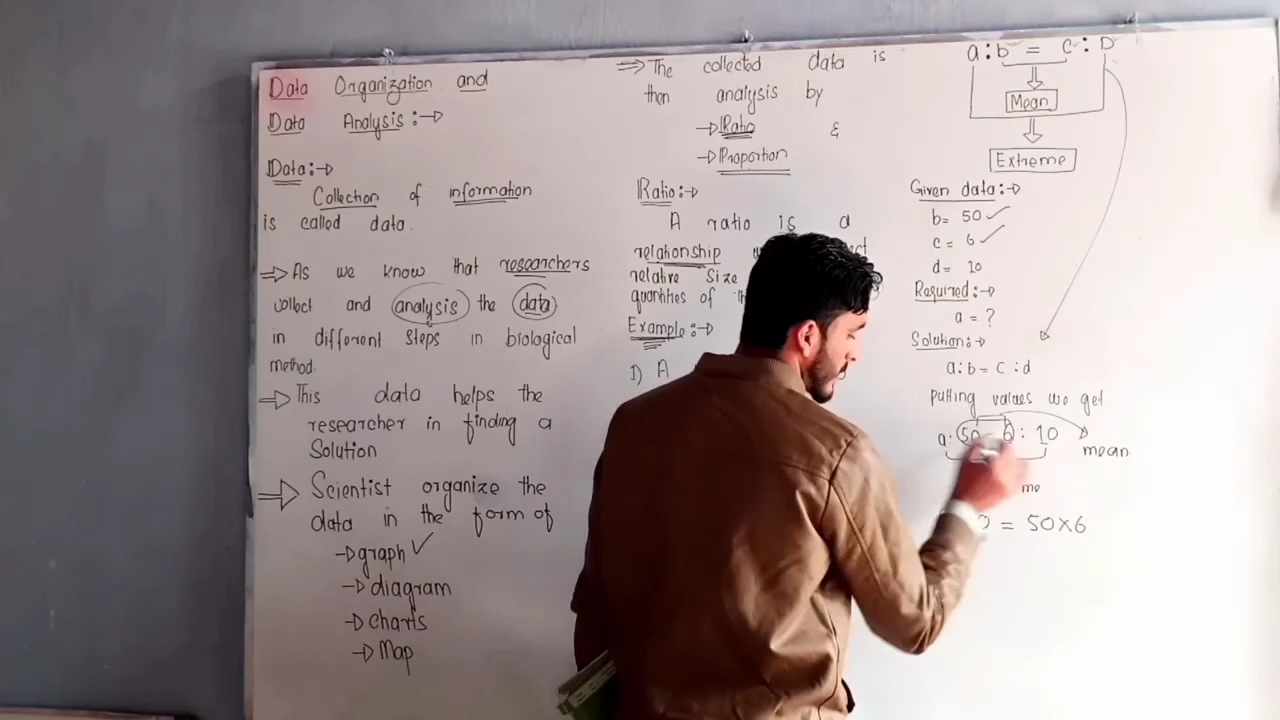 Data Organization and
Data Analysis:→
Data:→
Collection of information
is called data.
⇒ As we know that researchers
collect and analysis the data
in different steps in biological
method.
⇒ This data helps the
researcher in finding a
Solution
⇒ Scientist organize the
data in the form of
→ graph ✓
→ diagram
→ charts
→ Map
⇒ The collected data is
then analysis by
→ Ratio &
→ Proportion
Ratio:→
A ratio is a
relationship
relative size
quantities of
Example:→
1) A
a:b = c:D
Mean
Extreme
Given data:→
b= 50 ✓
c = 6 ✓
d= 10
Required:→
a = ?
Solution:→
a:b = c:d
Putting values we get
a: 50 6 : 10
mean
me
0 = 50×6